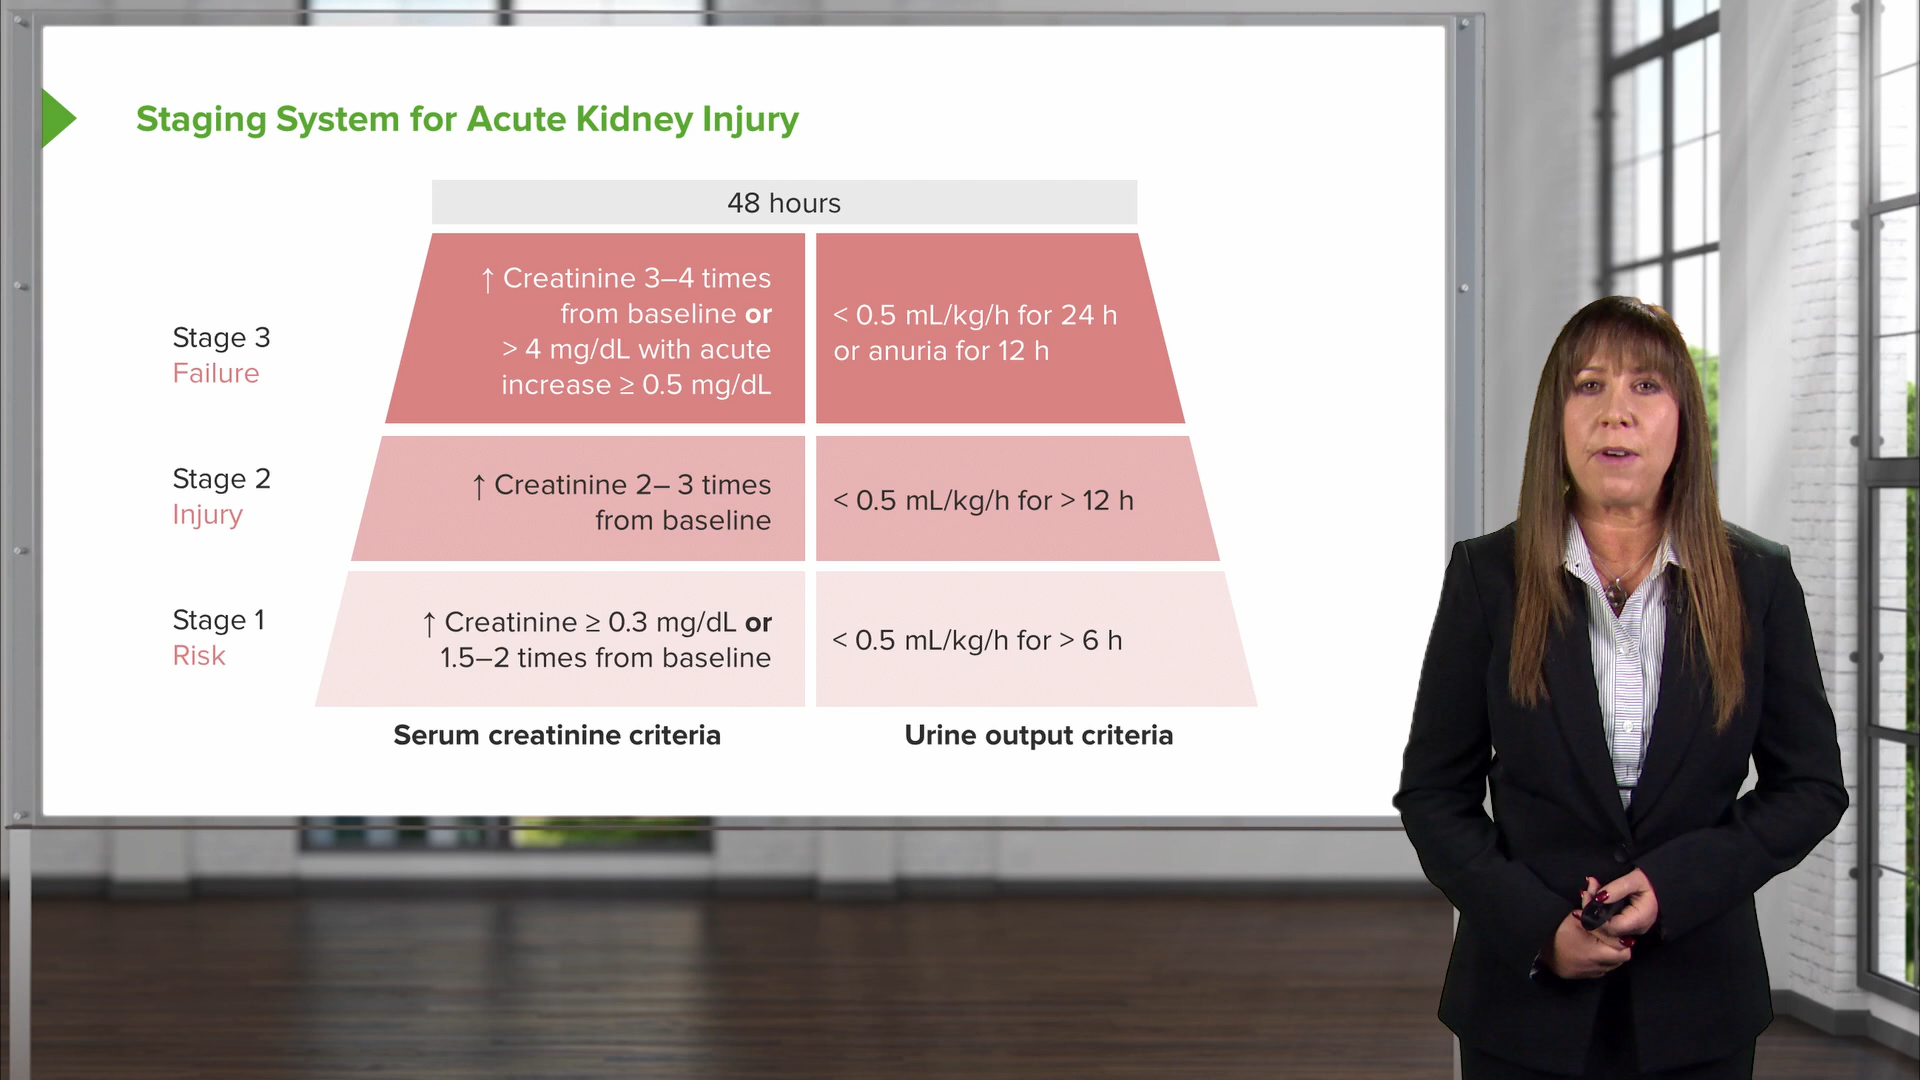 Staging System for Acute Kidney Injury
48 hours
Stage 3
Failure
↑ Creatinine 3–4 times
from baseline or
> 4 mg/dL with acute
increase ≥ 0.5 mg/dL
< 0.5 mL/kg/h for 24 h
or anuria for 12 h
Stage 2
Injury
↑ Creatinine 2– 3 times
from baseline
< 0.5 mL/kg/h for > 12 h
Stage 1
Risk
↑ Creatinine ≥ 0.3 mg/dL or
1.5–2 times from baseline
< 0.5 mL/kg/h for > 6 h
Serum creatinine criteria
Urine output criteria